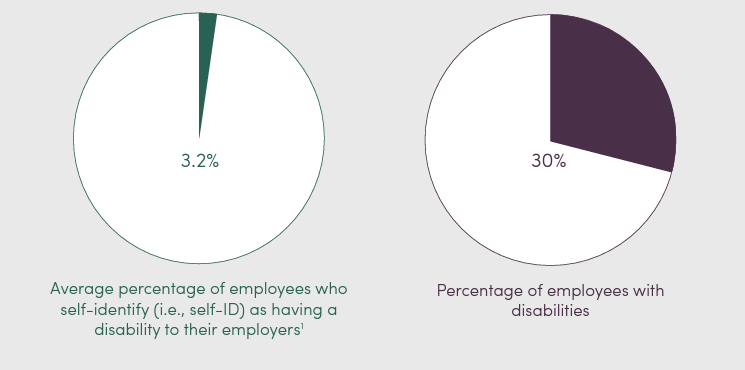 3.2%
30%
Average percentage of employees who
self-identify (i.e., self-ID) as having a
disability to their employers¹
Percentage of employees with
disabilities